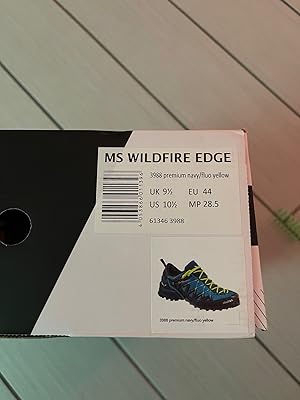 MS WILDFIRE EDGE
3988 premium navy/fluo yellow
UK 9½ EU 44
US 10½ MP 28.5
61346 3988
3988 premium navy/fluo yellow